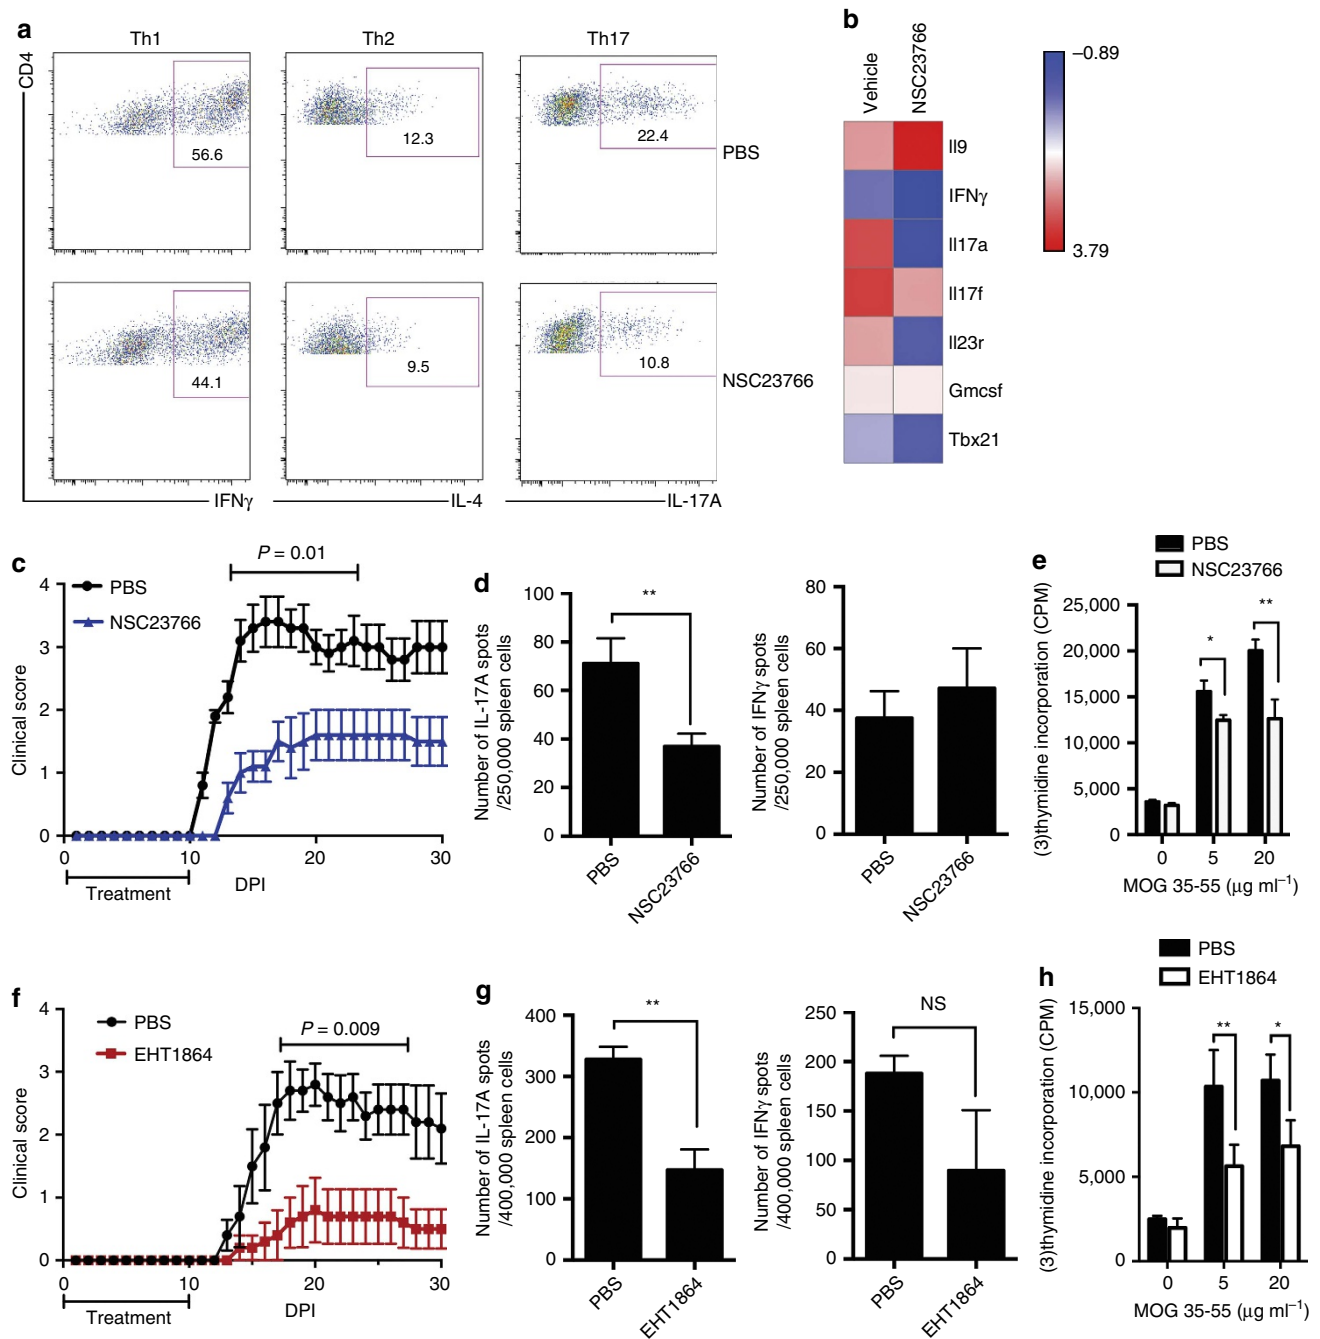 a
Th1
Th2
Th17
CD4
56.6
12.3
22.4
PBS
44.1
9.5
10.8
NSC23766
IFNγ
IL-4
IL-17A
b
Vehicle
NSC23766
Il9
IFNγ
Il17a
Il17f
Il23r
Gmcsf
Tbx21
–0.89
3.79
c
P = 0.01
PBS
NSC23766
Clinical score
4
3
2
1
0
0
10
20
30
Treatment
DPI
d
Number of IL-17A spots
/250,000 spleen cells
100
80
60
40
20
0
**
PBS
NSC23766
Number of IFNγ spots
/250,000 spleen cells
80
60
40
20
0
PBS
NSC23766
e
PBS
NSC23766
(3)thymidine incorporation (CPM)
25,000
20,000
15,000
10,000
5,000
0
*
**
0
5
20
MOG 35-55 (μg ml⁻¹)
f
PBS
EHT1864
P = 0.009
Clinical score
4
3
2
1
0
0
10
20
30
Treatment
DPI
g
Number of IL-17A spots
/400,000 spleen cells
400
300
200
100
0
**
PBS
EHT1864
Number of IFNγ spots
/400,000 spleen cells
250
200
150
100
50
0
NS
PBS
EHT1864
h
PBS
EHT1864
(3)thymidine incorporation (CPM)
15,000
10,000
5,000
0
**
*
0
5
20
MOG 35-55 (μg ml⁻¹)